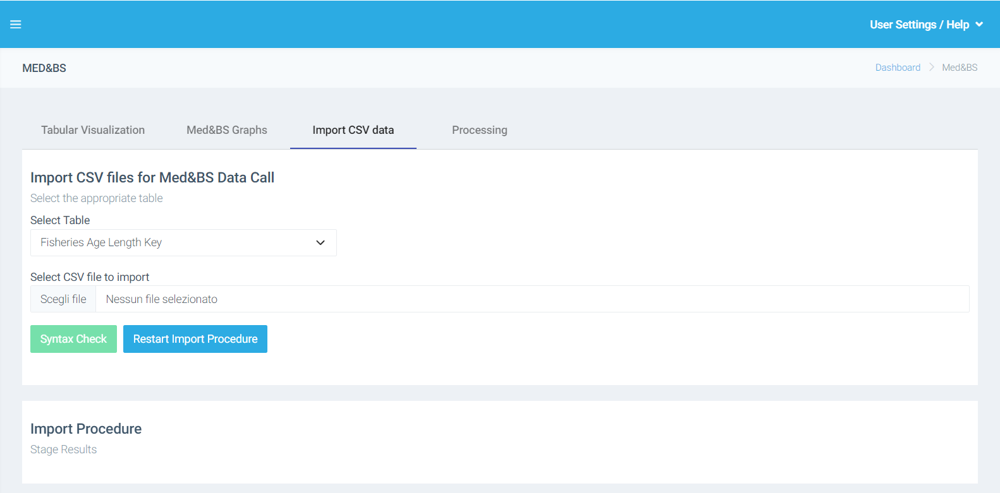 User Settings / Help
MED&BS
Dashboard > Med&BS
Tabular Visualization Med&BS Graphs Import CSV data Processing
Import CSV files for Med&BS Data Call
Select the appropriate table
Select Table
Fisheries Age Length Key
Select CSV file to import
Scegli file Nessun file selezionato
Syntax Check Restart Import Procedure
Import Procedure
Stage Results